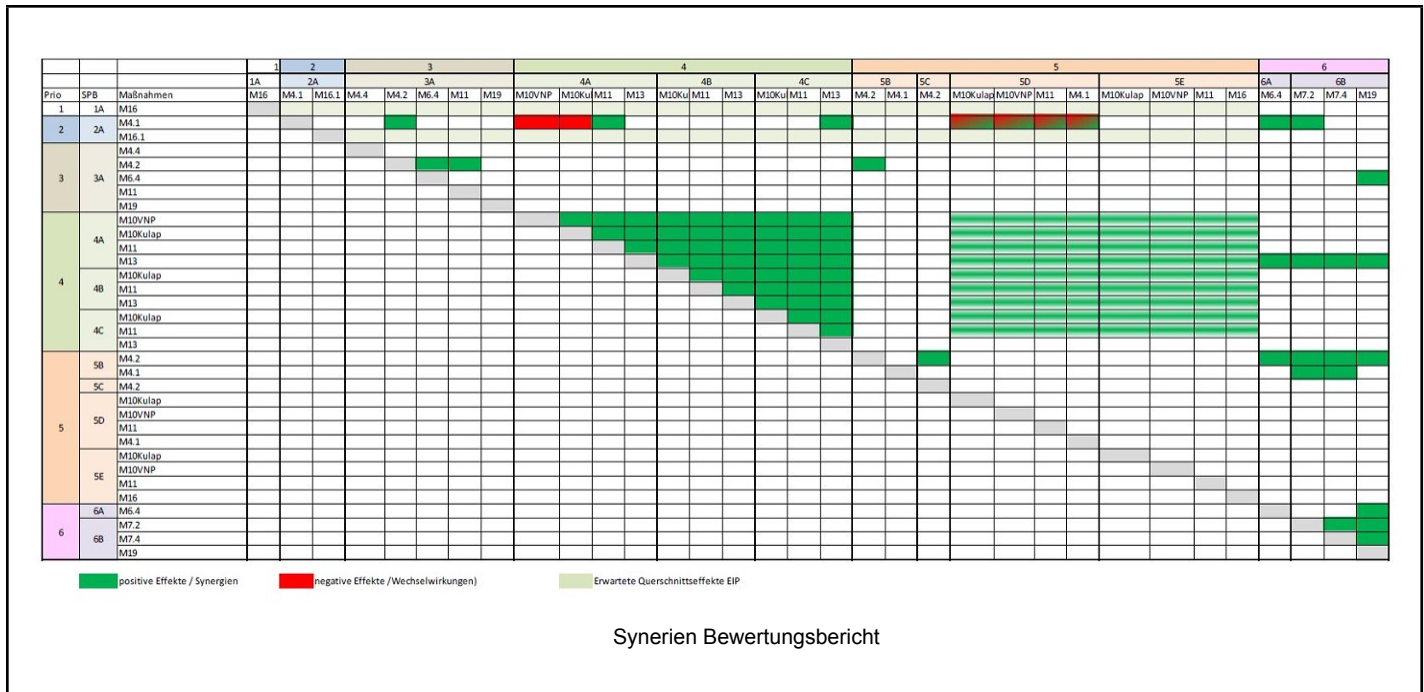 1 2 3 4 5 6
1A 2A 3A 4A 4B 4C 5B 5C 5D 5E 6A 6B
Prio SPB Maßnahmen M16 M4.1 M16.1 M4.4 M4.2 M6.4 M11 M19 M10VNP M10Kul M11 M13 M10Ku M11 M13 M10Kul M11 M13 M4.2 M4.1 M4.2 M10Kulap M10VNP M11 M4.1 M10Kulap M10VNP M11 M16 M6.4 M7.2 M7.4 M19
1 1A M16
2 2A M4.1
M16.1
3 3A M4.4
M4.2
M6.4
M11
M19
4 4A M10VNP
M10Kulap
M11
M13
4B M10Kulap
M11
M13
4C M10Kulap
M11
M13
5 5B M4.2
M4.1
5C M4.2
5D M10Kulap
M10VNP
M11
M4.1
5E M10Kulap
M10VNP
M11
M16
6 6A M6.4
6B M7.2
M7.4
M19
positive Effekte / Synergien negative Effekte /Wechselwirkungen) Erwartete Querschnittseffekte EIP
Synerien Bewertungsbericht